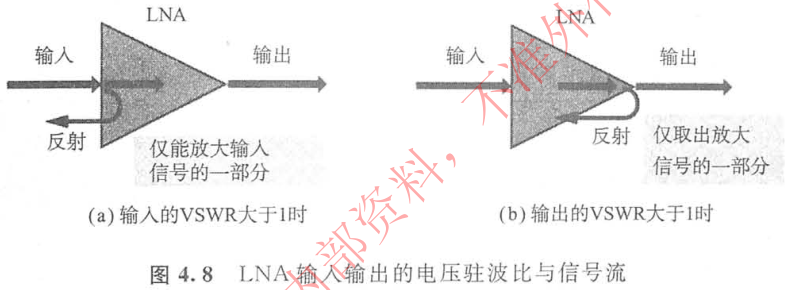 LNA
输入
输出
反射
仅能放大输入
信号的一部分
(a) 输入的VSWR大于1时
LNA
输入
输出
反射
仅取出放大
信号的一部分
(b) 输出的VSWR大于1时
图 4.8 LNA 输入输出的电压驻波比与信号流
内部资料，不准外